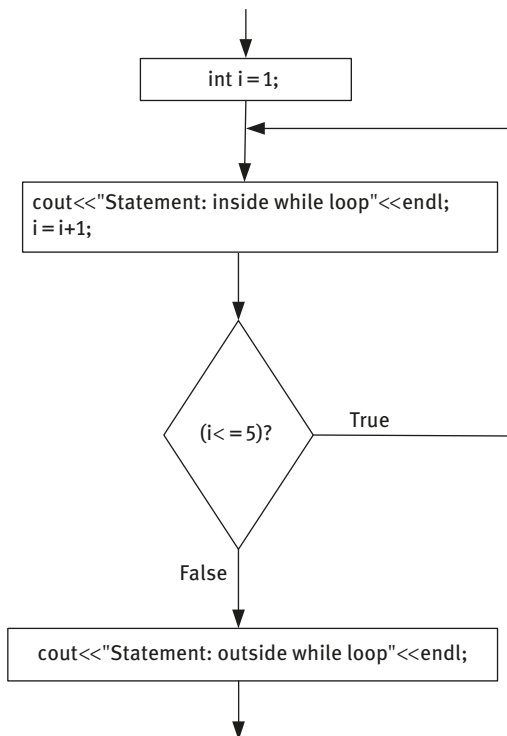 int i = 1;
cout<<"Statement: inside while loop"<<endl;
i = i+1;
(i< = 5)?
True
False
cout<<"Statement: outside while loop"<<endl;